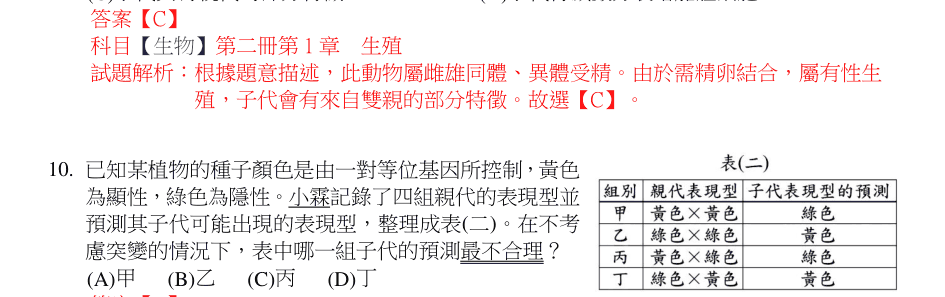 答案【C】
科目【生物】第二冊第1章　生殖
試題解析：根據題意描述，此動物屬雌雄同體、異體受精。由於需精卵結合，屬有性生
殖，子代會有來自雙親的部分特徵。故選【C】。
10. 已知某植物的種子顏色是由一對等位基因所控制，黃色
為顯性，綠色為隱性。小霖記錄了四組親代的表現型並
預測其子代可能出現的表現型，整理成表(二)。在不考
慮突變的情況下，表中哪一組子代的預測最不合理？
(A)甲　(B)乙　(C)丙　(D)丁
表(二)
組別 親代表現型 子代表現型的預測
甲 黃色×黃色 綠色
乙 綠色×綠色 黃色
丙 黃色×綠色 綠色
丁 綠色×黃色 黃色